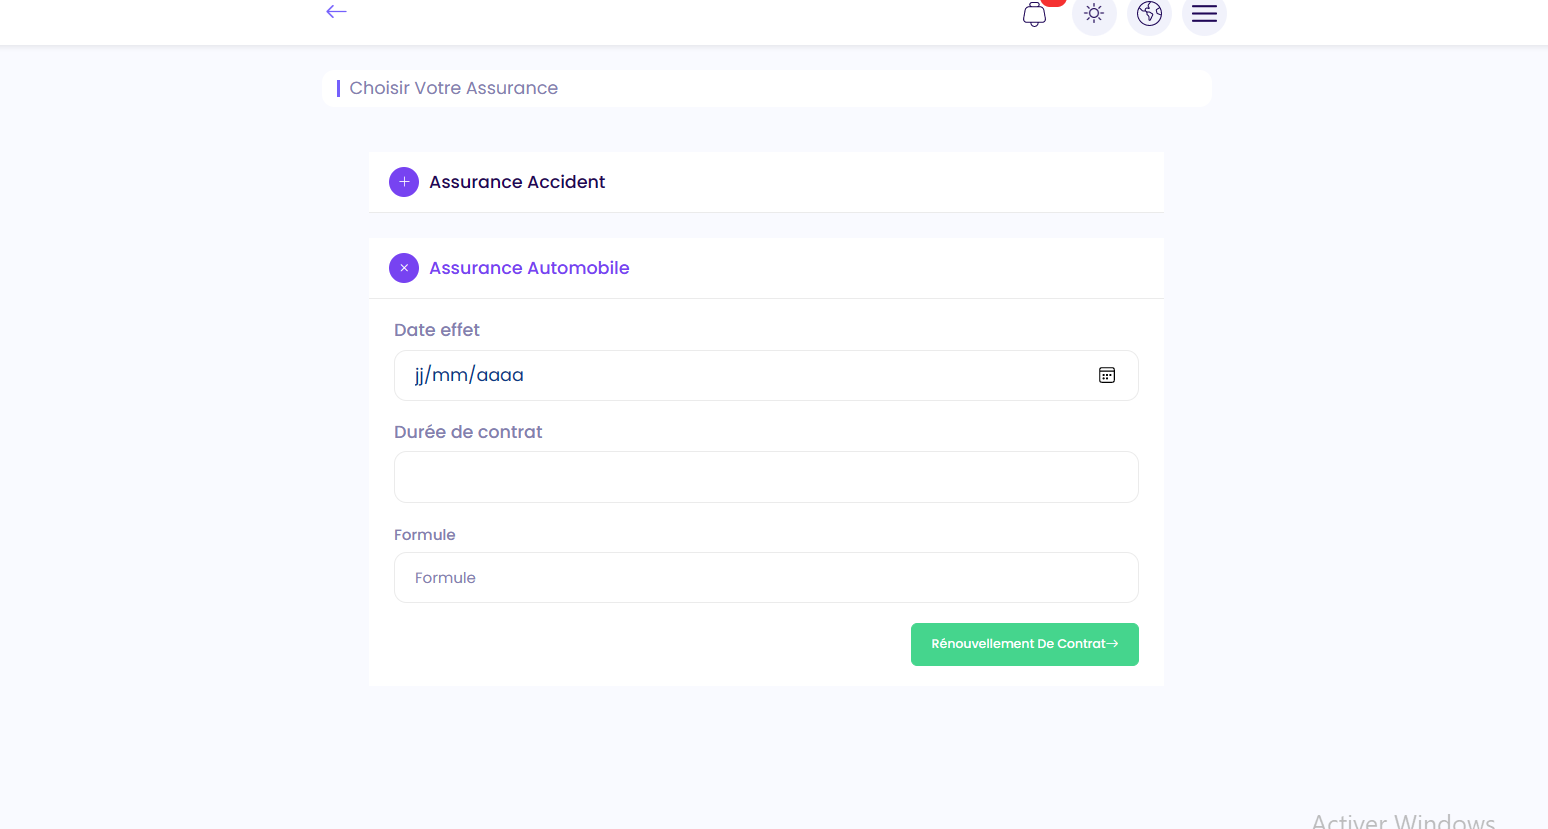 Choisir Votre Assurance
Assurance Accident
Assurance Automobile
Date effet
jj/mm/aaaa
Durée de contrat
Formule
Formule
Rénouvellement De Contrat
Activer Windows